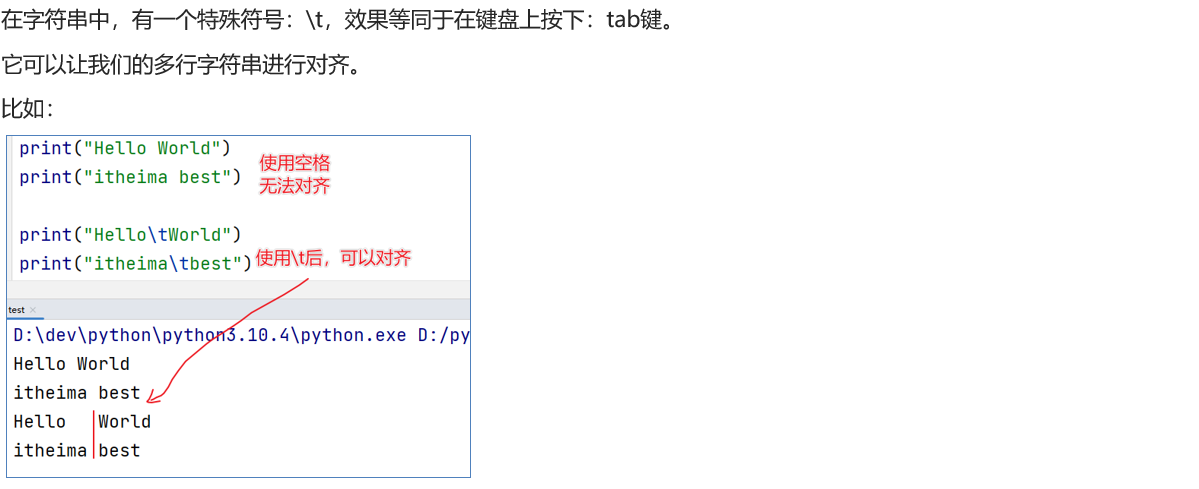 在字符串中，有一个特殊符号：\t，效果等同于在键盘上按下：tab键。
它可以让我们的多行字符串进行对齐。
比如：
print("Hello World")
print("itheima best")
使用空格
无法对齐
print("Hello\tWorld")
print("itheima\tbest")
使用\t后，可以对齐
test
D:\dev\python\python3.10.4\python.exe D:/py
Hello World
itheima best
Hello   World
itheima best